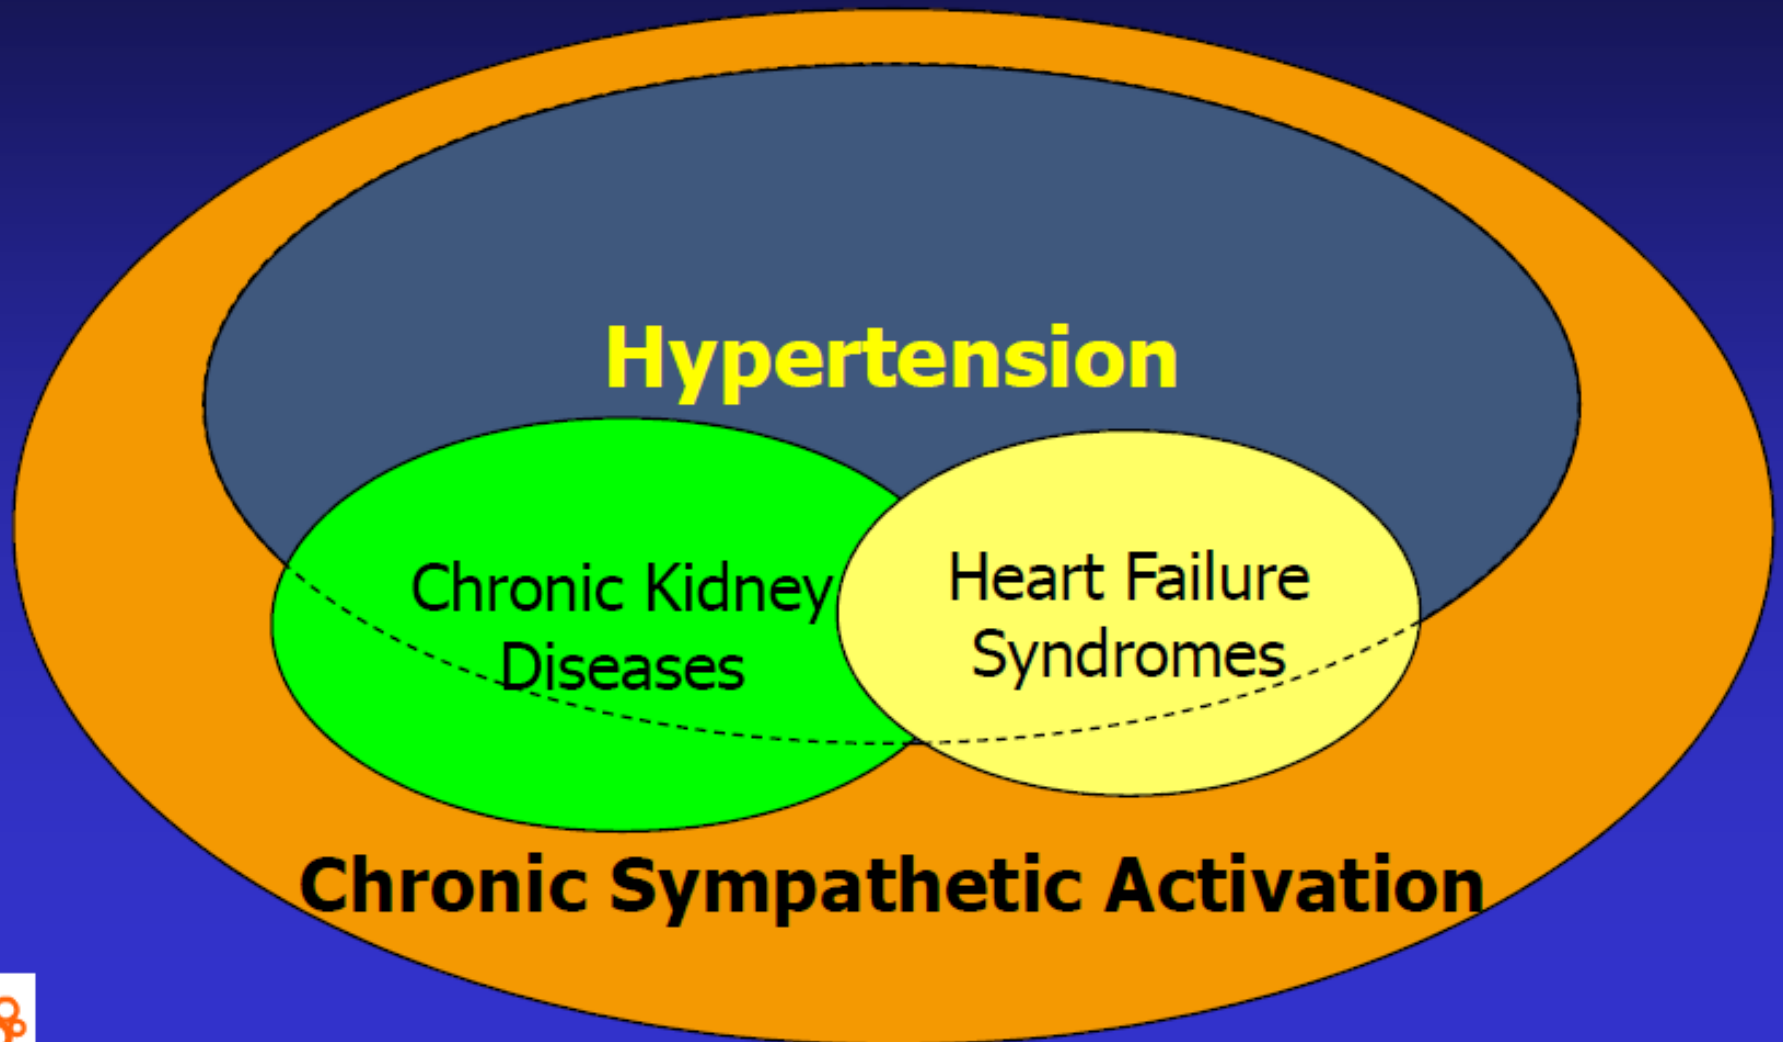 Hypertension
Chronic Kidney
Diseases
Heart Failure
Syndromes
Chronic Sympathetic Activation